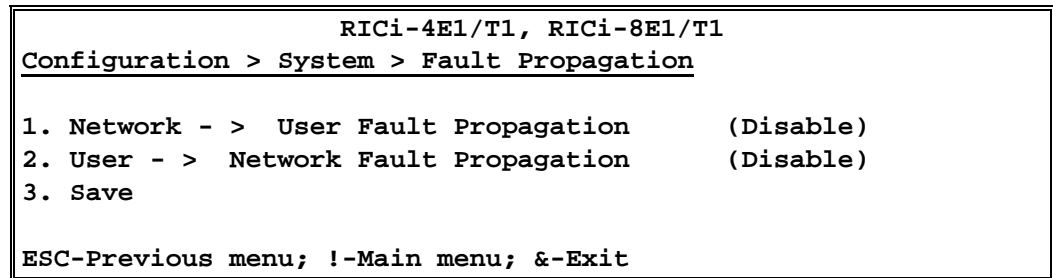 RICi-4E1/T1, RICi-8E1/T1
Configuration > System > Fault Propagation
1. Network - > User Fault Propagation (Disable)
2. User - > Network Fault Propagation (Disable)
3. Save
ESC-Previous menu; !-Main menu; &-Exit